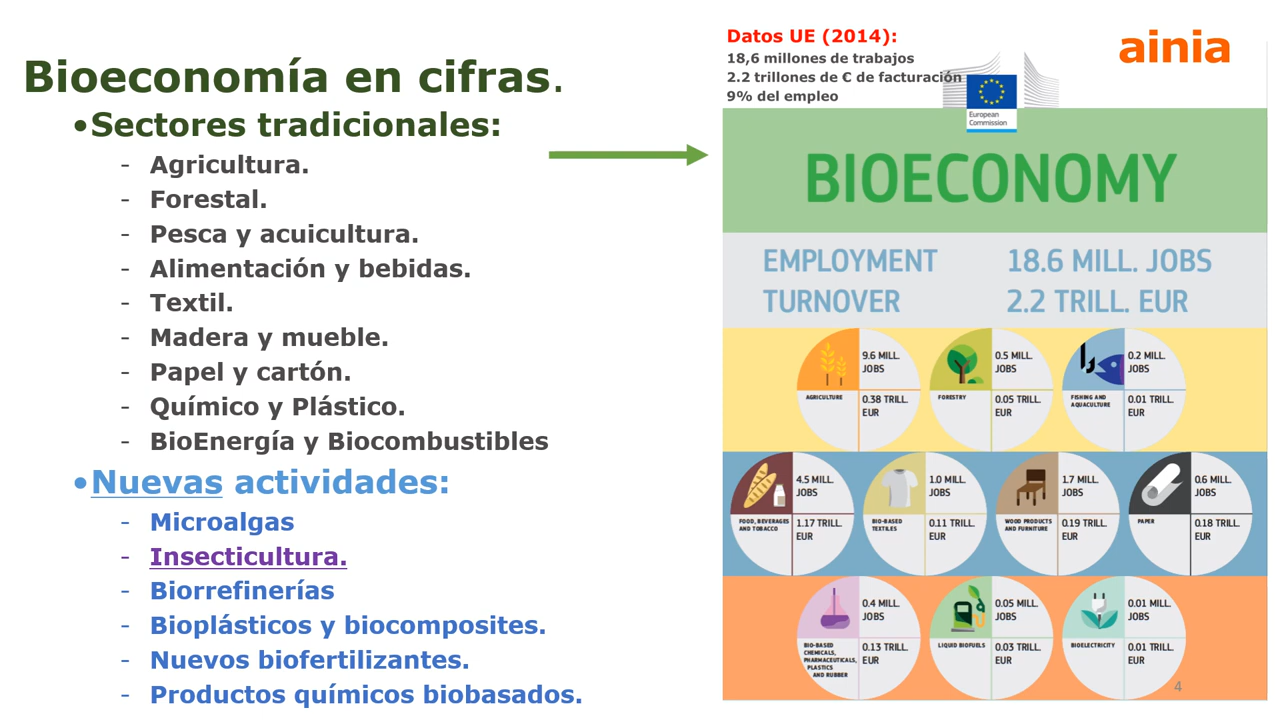 Bioeconomía en cifras.
•Sectores tradicionales:
- Agricultura.
- Forestal.
- Pesca y acuicultura.
- Alimentación y bebidas.
- Textil.
- Madera y mueble.
- Papel y cartón.
- Químico y Plástico.
- BioEnergía y Biocombustibles
•Nuevas actividades:
- Microalgas
- Insecticultura.
- Biorrefinerías
- Bioplásticos y biocomposites.
- Nuevos biofertilizantes.
- Productos químicos biobasados.
Datos UE (2014):
18,6 millones de trabajos
2.2 trillones de € de facturación
9% del empleo
ainia
European
Commission
BIOECONOMY
EMPLOYMENT 18.6 MILL. JOBS
TURNOVER 2.2 TRILL. EUR
9.6 MILL.
JOBS
AGRICULTURE
0.38 TRILL.
EUR
0.5 MILL.
JOBS
FORESTRY
0.05 TRILL.
EUR
0.2 MILL.
JOBS
FISHING AND
AQUACULTURE
0.01 TRILL.
EUR
4.5 MILL.
JOBS
FOOD, BEVERAGES
AND TOBACCO
1.17 TRILL.
EUR
1.0 MILL.
JOBS
BIO-BASED
TEXTILES
0.11 TRILL.
EUR
1.7 MILL.
JOBS
WOOD PRODUCTS
AND FURNITURE
0.19 TRILL.
EUR
0.6 MILL.
JOBS
PAPER
0.18 TRILL.
EUR
0.4 MILL.
JOBS
BIO-BASED
CHEMICALS,
PHARMACEUTICALS,
PLASTICS
AND RUBBER
0.13 TRILL.
EUR
0.05 MILL.
JOBS
LIQUID BIOFUELS
0.03 TRILL.
EUR
0.01 MILL.
JOBS
BIOELECTRICITY
0.01 TRILL.
EUR
4